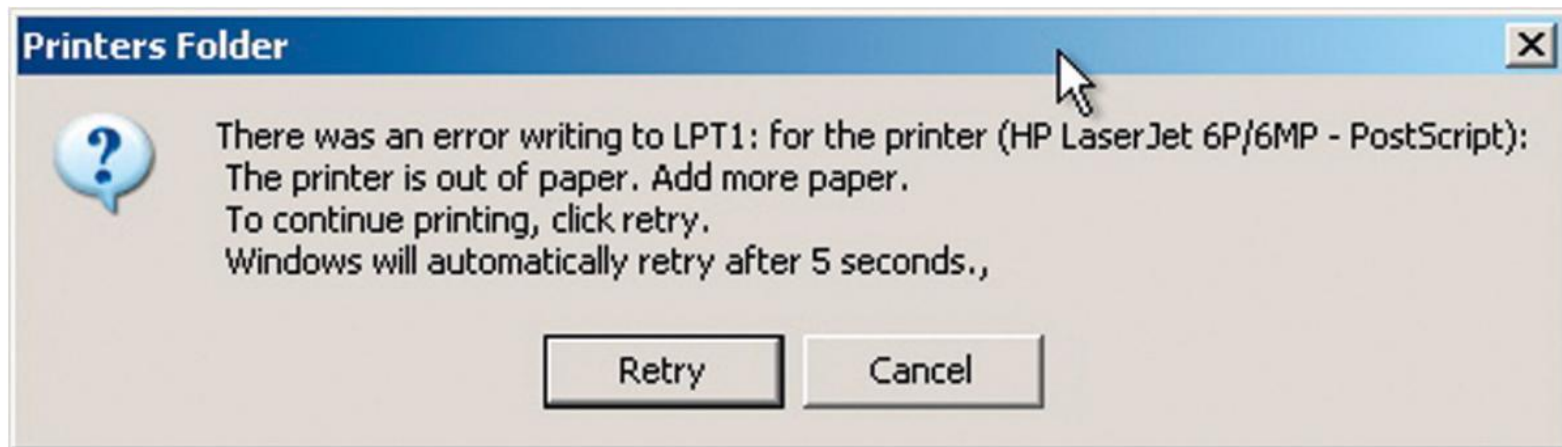 Printers Folder
There was an error writing to LPT1: for the printer (HP LaserJet 6P/6MP - PostScript):
The printer is out of paper. Add more paper.
To continue printing, click retry.
Windows will automatically retry after 5 seconds.,
Retry Cancel